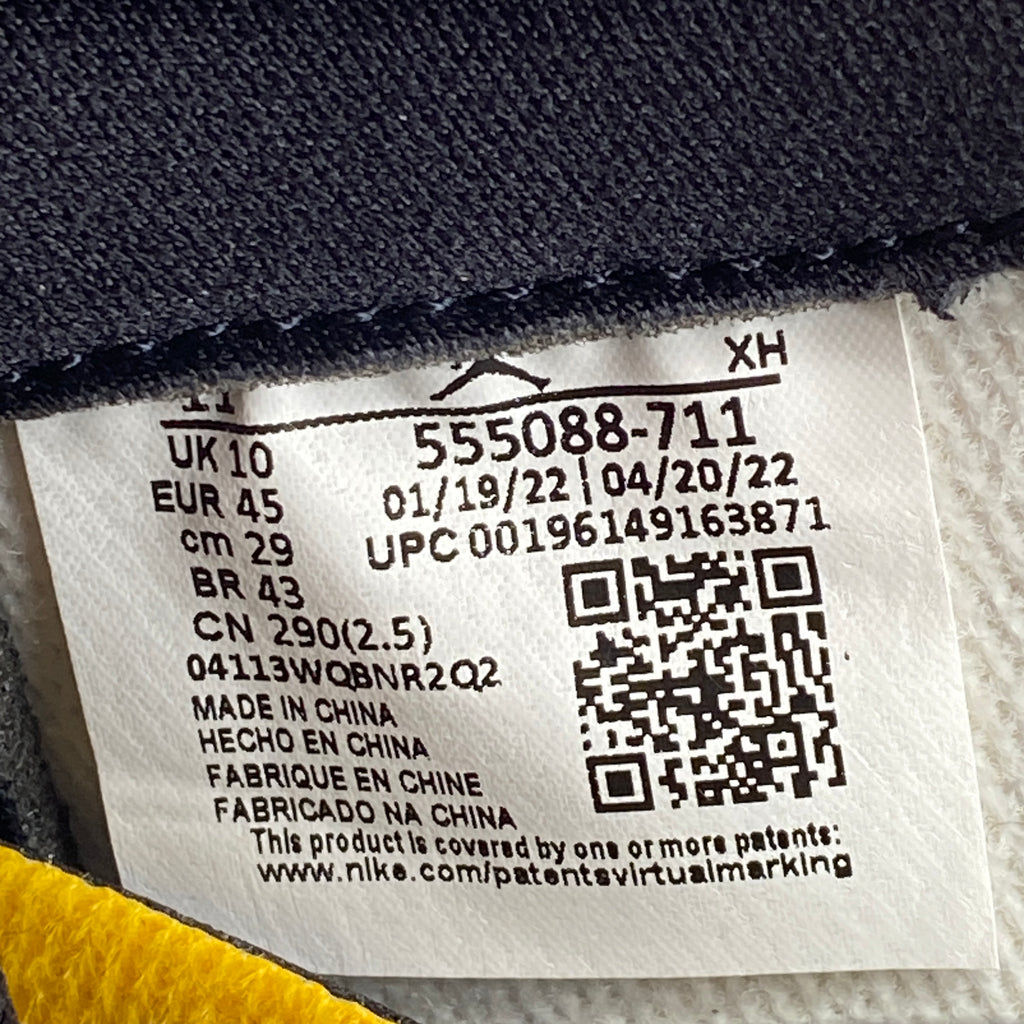 11
XH
UK 10
555088-711
EUR 45
01/19/22 | 04/20/22
cm 29
UPC 00196149163871
BR 43
CN 290(2.5)
04113WQBNR2Q2
MADE IN CHINA
HECHO EN CHINA
FABRIQUE EN CHINE
FABRICADO NA CHINA
This product is covered by one or more patents:
www.nike.com/patentsvirtualmarking